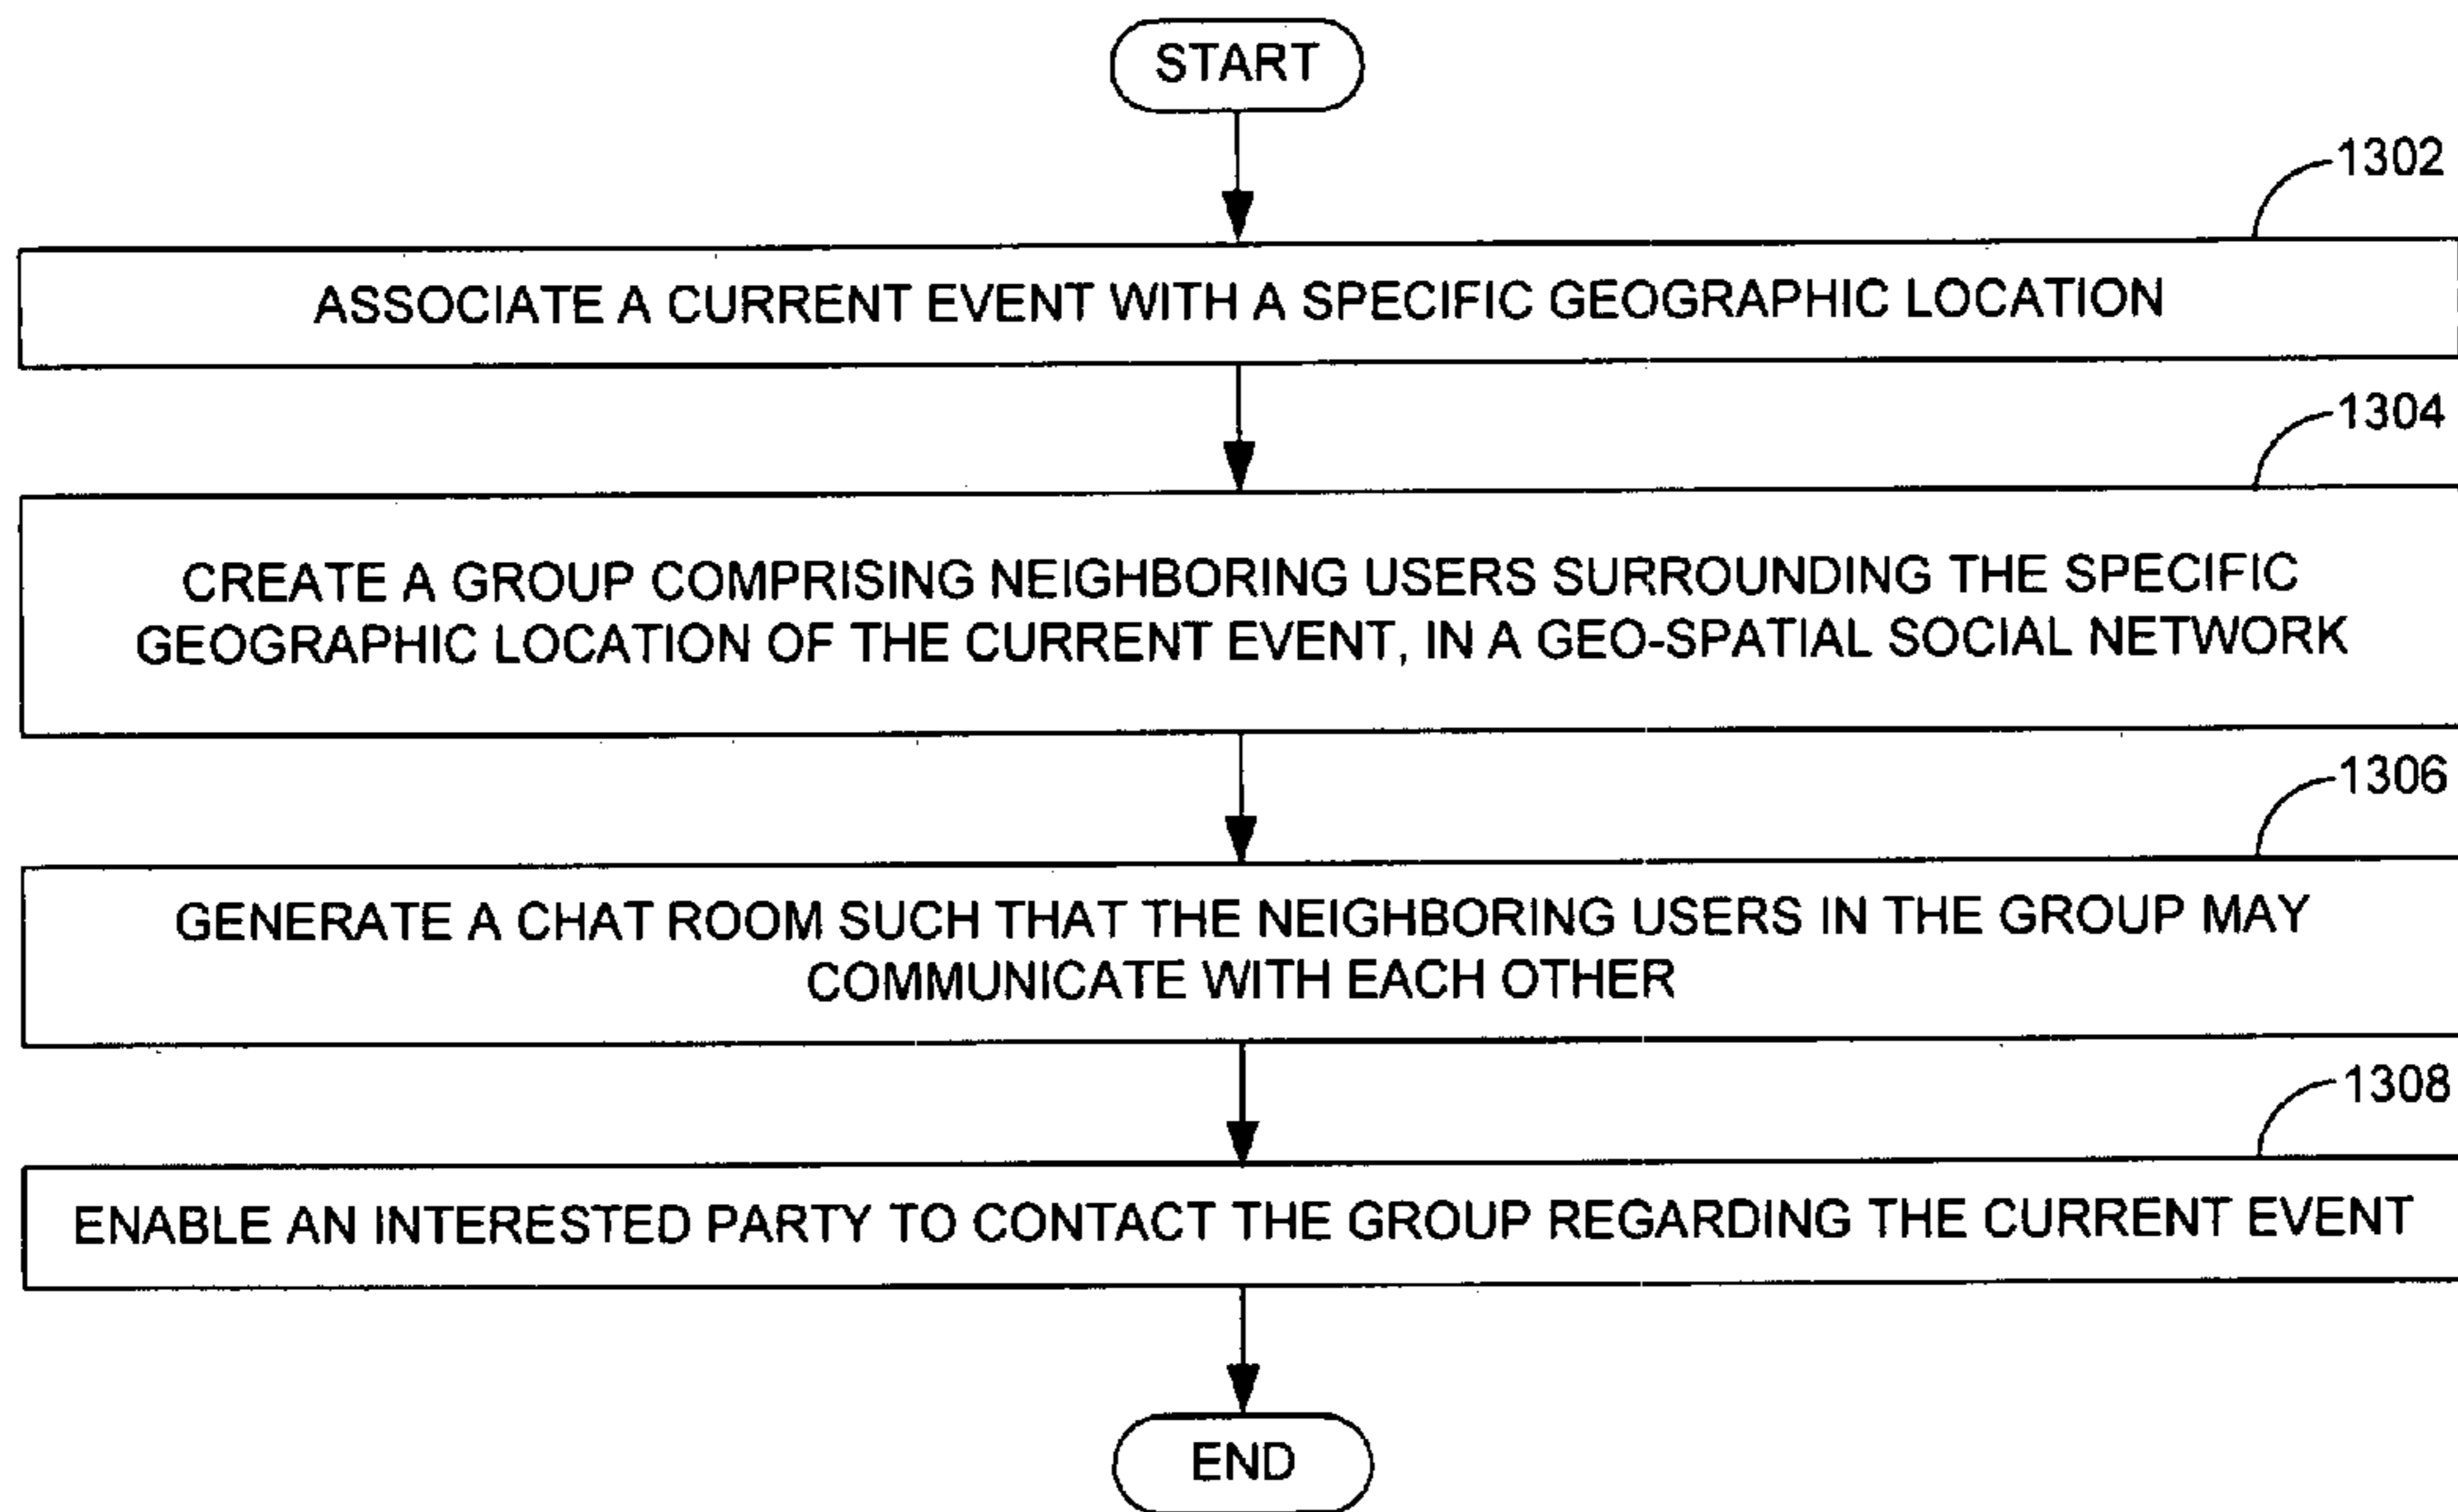 START
1302
ASSOCIATE A CURRENT EVENT WITH A SPECIFIC GEOGRAPHIC LOCATION
1304
CREATE A GROUP COMPRISING NEIGHBORING USERS SURROUNDING THE SPECIFIC
GEOGRAPHIC LOCATION OF THE CURRENT EVENT, IN A GEO-SPATIAL SOCIAL NETWORK
1306
GENERATE A CHAT ROOM SUCH THAT THE NEIGHBORING USERS IN THE GROUP MAY
COMMUNICATE WITH EACH OTHER
1308
ENABLE AN INTERESTED PARTY TO CONTACT THE GROUP REGARDING THE CURRENT EVENT
END